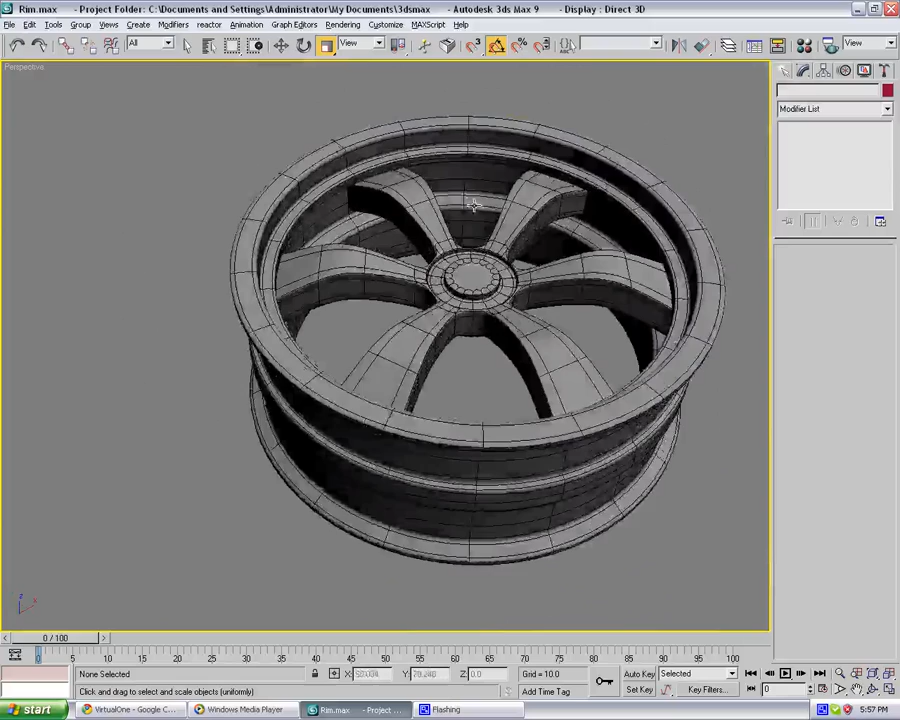 Rim.max - Project Folder: C:\Documents and Settings\Administrator\My Documents\3dsmax - Autodesk 3ds Max 9 - Display : Direct 3D
File Edit Tools Group Views Create Modifiers reactor Animation Graph Editors Rendering Customize MAXScript Help
All View 3 View
Perspective
Modifier List
0 / 100
0 5 10 15 20 25 30 35 40 45 50 55 60 65 70 75 80 85 90 95 100
None Selected X: Y: Z: 0.0 Grid = 10.0 Auto Key Selected
Click and drag to select and scale objects (uniformly) Add Time Tag Set Key Key Filters... 0
start VirtualOne - Google C... Windows Media Player Rim.max - Project ... Flashing 5:57 PM